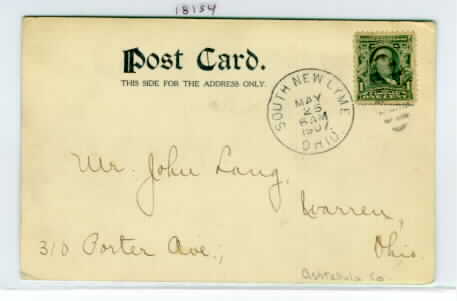 18154
Post Card.
THIS SIDE FOR THE ADDRESS ONLY.
SOUTH NEW LYME
MAY
25
6 AM
1907
OHIO.
Mr. John Lang,
Warren,
310 Porter Ave.;
Ohio.
Ashtabula Co.